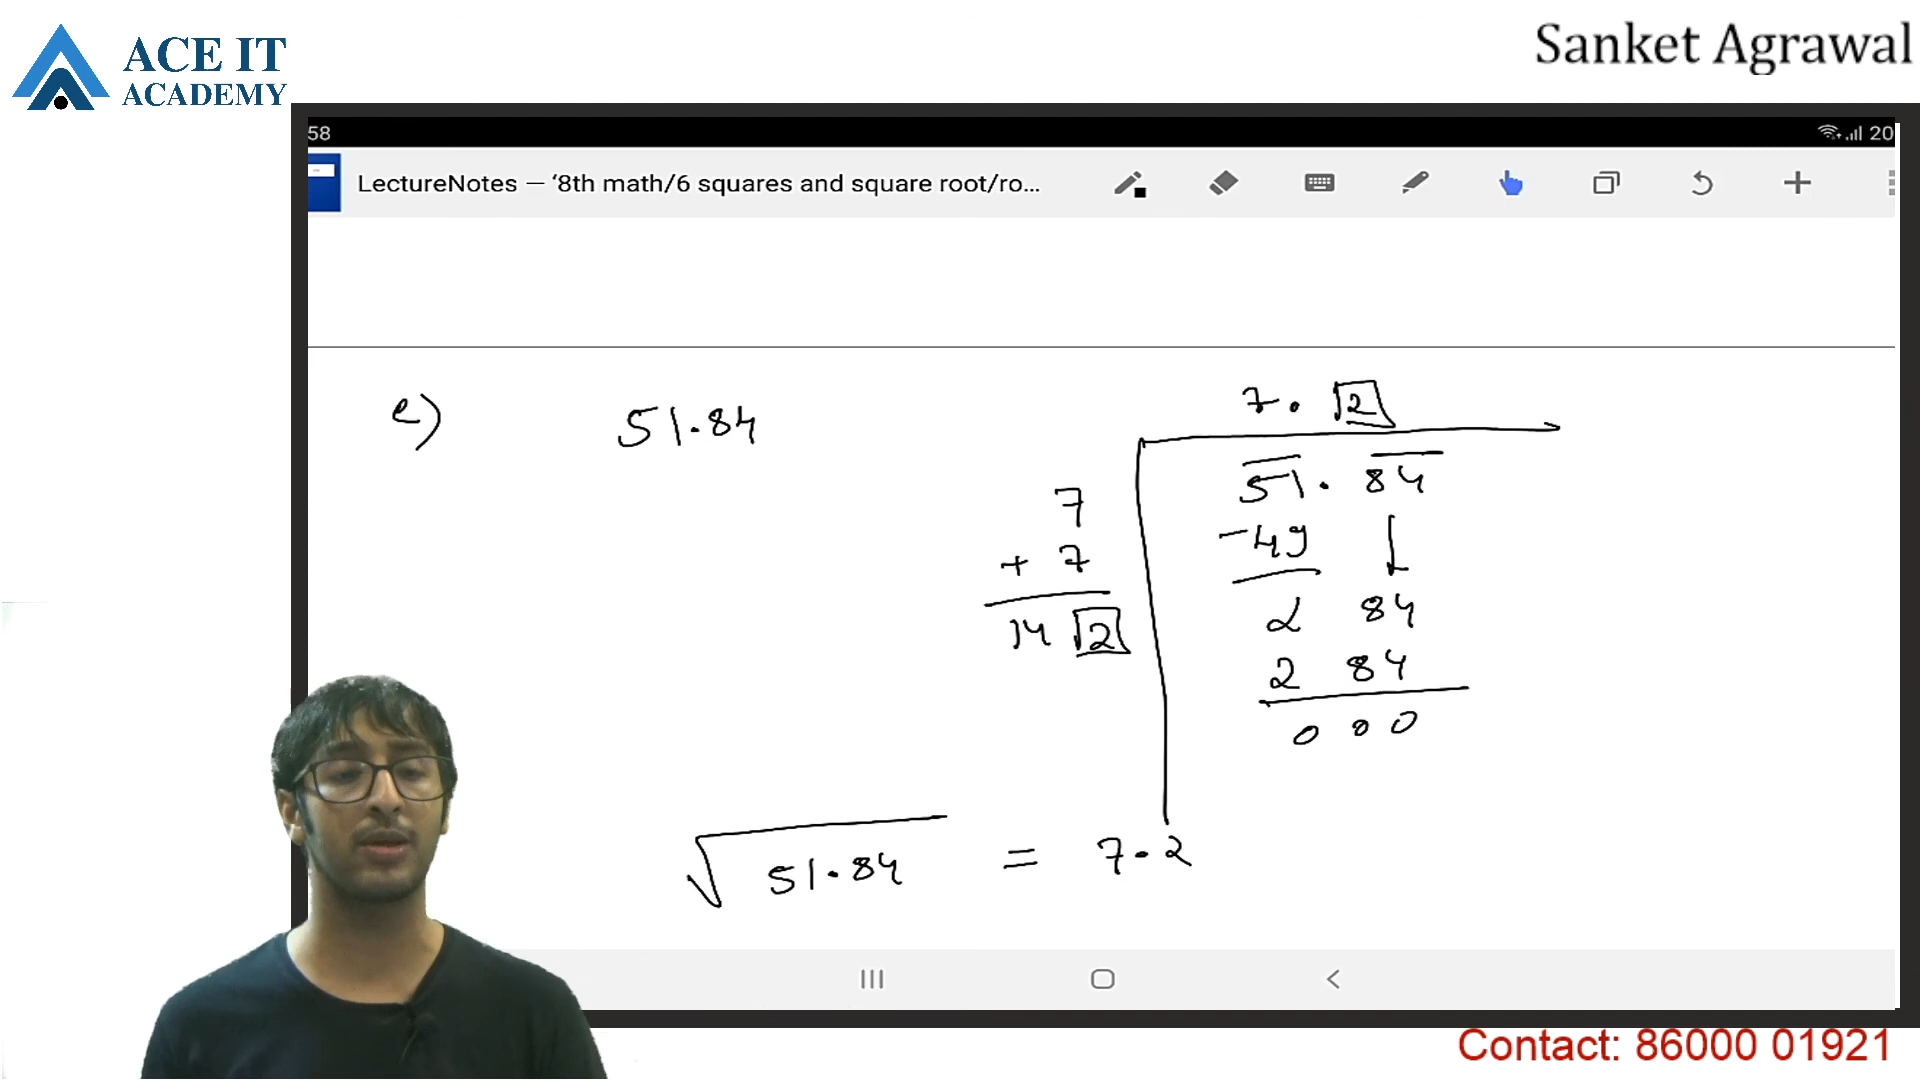 ACE IT
ACADEMY
Sanket Agrawal
58
20
LectureNotes — ‘8th math/6 squares and square root/ro...
e) 51.84
7. 2
51. 84
7
+ 7
14 2
-49
2 84
2 84
0 0 0
√51.84 = 7.2
Contact: 86000 01921